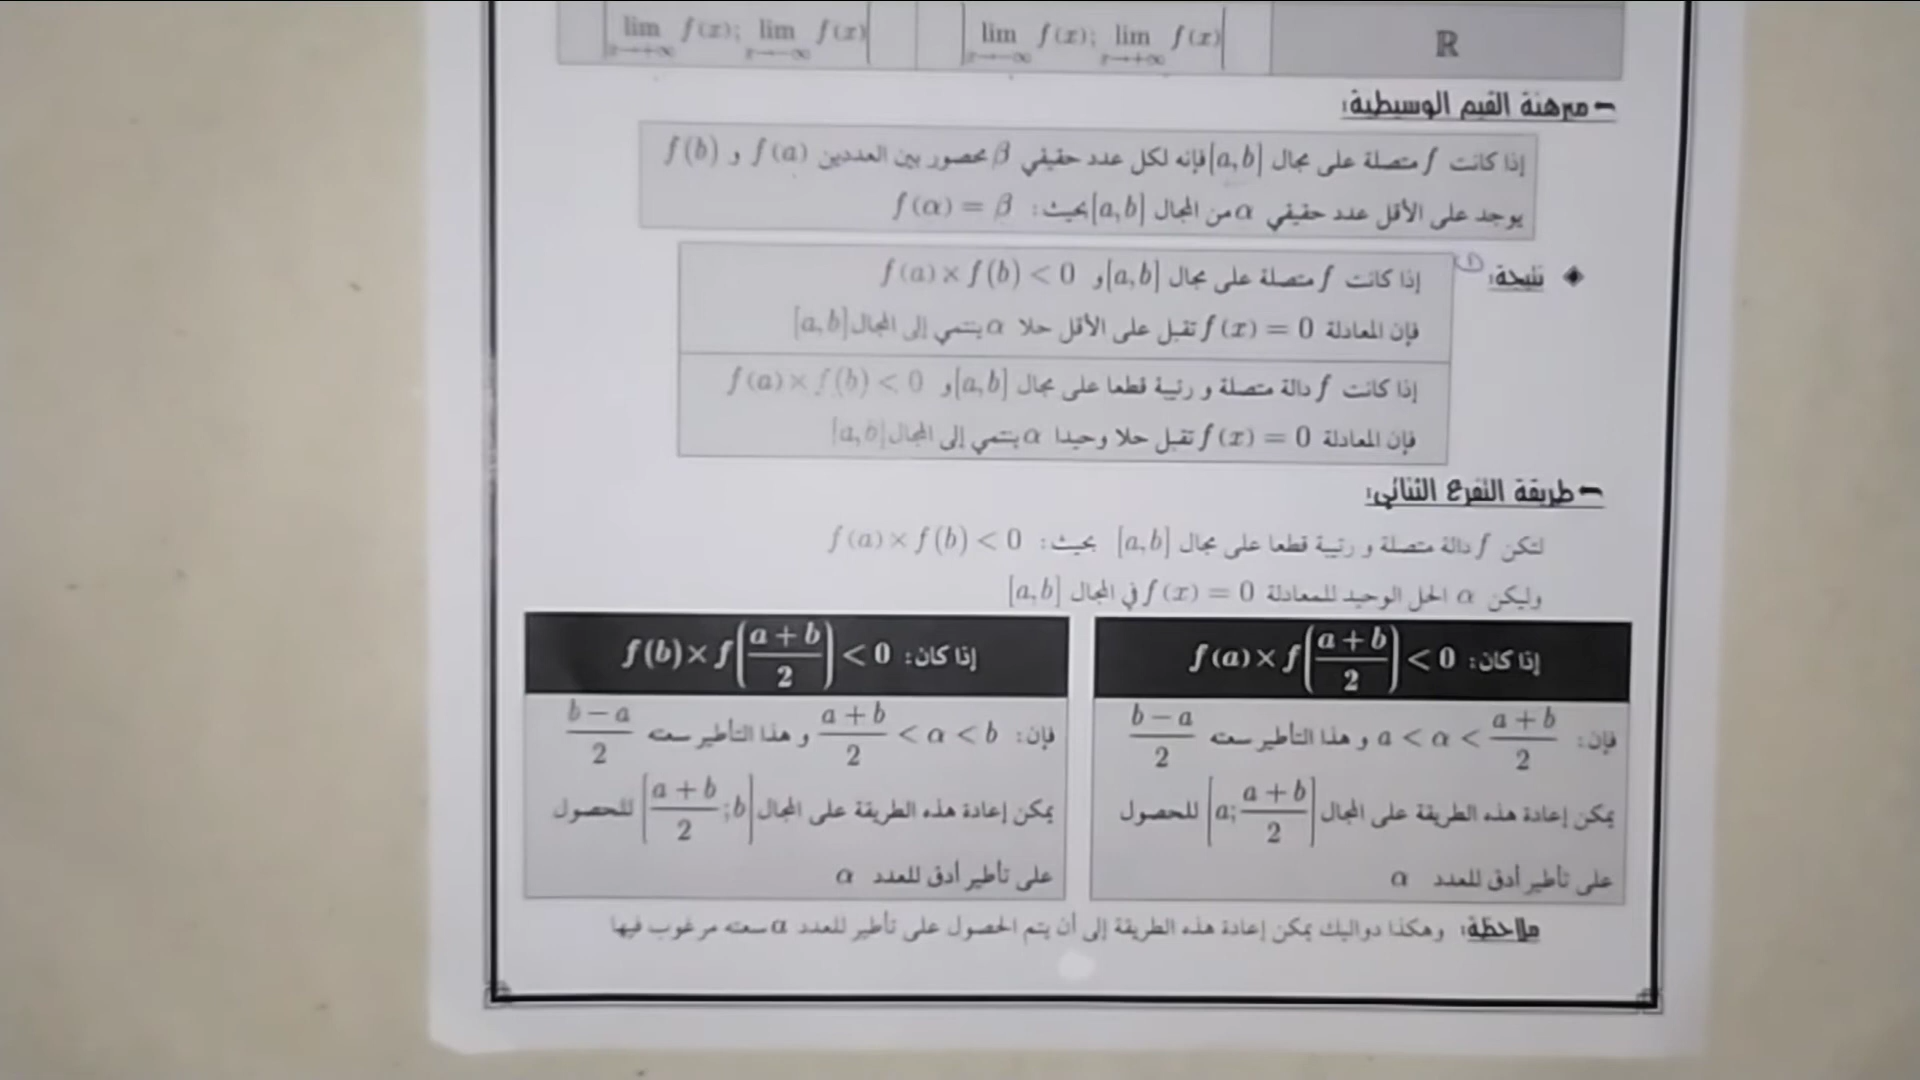 ℝ ]lim_{x→-∞} f(x); lim_{x→+∞} f(x)[ ]lim_{x→+∞} f(x); lim_{x→-∞} f(x)[
– مبرهنة القيم الوسيطية:
إذا كانت f متصلة على مجال [a,b] فإنه لكل عدد حقيقي β محصور بين العددين f(a) و f(b)
يوجد على الأقل عدد حقيقي α من المجال [a,b] بحيث: f(α) = β
◆ نتيجة: ①
إذا كانت f متصلة على مجال [a,b] و f(a) × f(b) < 0
فإن المعادلة f(x) = 0 تقبل على الأقل حلا α ينتمي إلى المجال [a,b]
إذا كانت f دالة متصلة و رتيبة قطعا على مجال [a,b] و f(a) × f(b) < 0
فإن المعادلة f(x) = 0 تقبل حلا وحيدا α ينتمي إلى المجال [a,b]
– طريقة التفرع الثنائي:
لتكن f دالة متصلة و رتيبة قطعا على مجال [a,b] بحيث: f(a) × f(b) < 0
وليكن α الحل الوحيد للمعادلة f(x) = 0 في المجال [a,b]
إذا كان: f(a) × f((a+b)/2) < 0
فإن: a < α < (a+b)/2 و هذا التأطير سعته (b−a)/2
يمكن إعادة هذه الطريقة على المجال [a; (a+b)/2] للحصول
على تأطير أدق للعدد α
إذا كان: f(b) × f((a+b)/2) < 0
فإن: (a+b)/2 < α < b و هذا التأطير سعته (b−a)/2
يمكن إعادة هذه الطريقة على المجال [(a+b)/2 ; b] للحصول
على تأطير أدق للعدد α
ملاحظة: وهكذا دواليك يمكن إعادة هذه الطريقة إلى أن يتم الحصول على تأطير للعدد α سعته مرغوب فيها